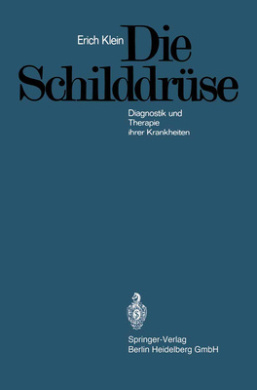 Erich Klein
Die
Schilddrüse
Diagnostik und
Therapie
ihrer Krankheiten
Springer-Verlag
Berlin Heidelberg GmbH